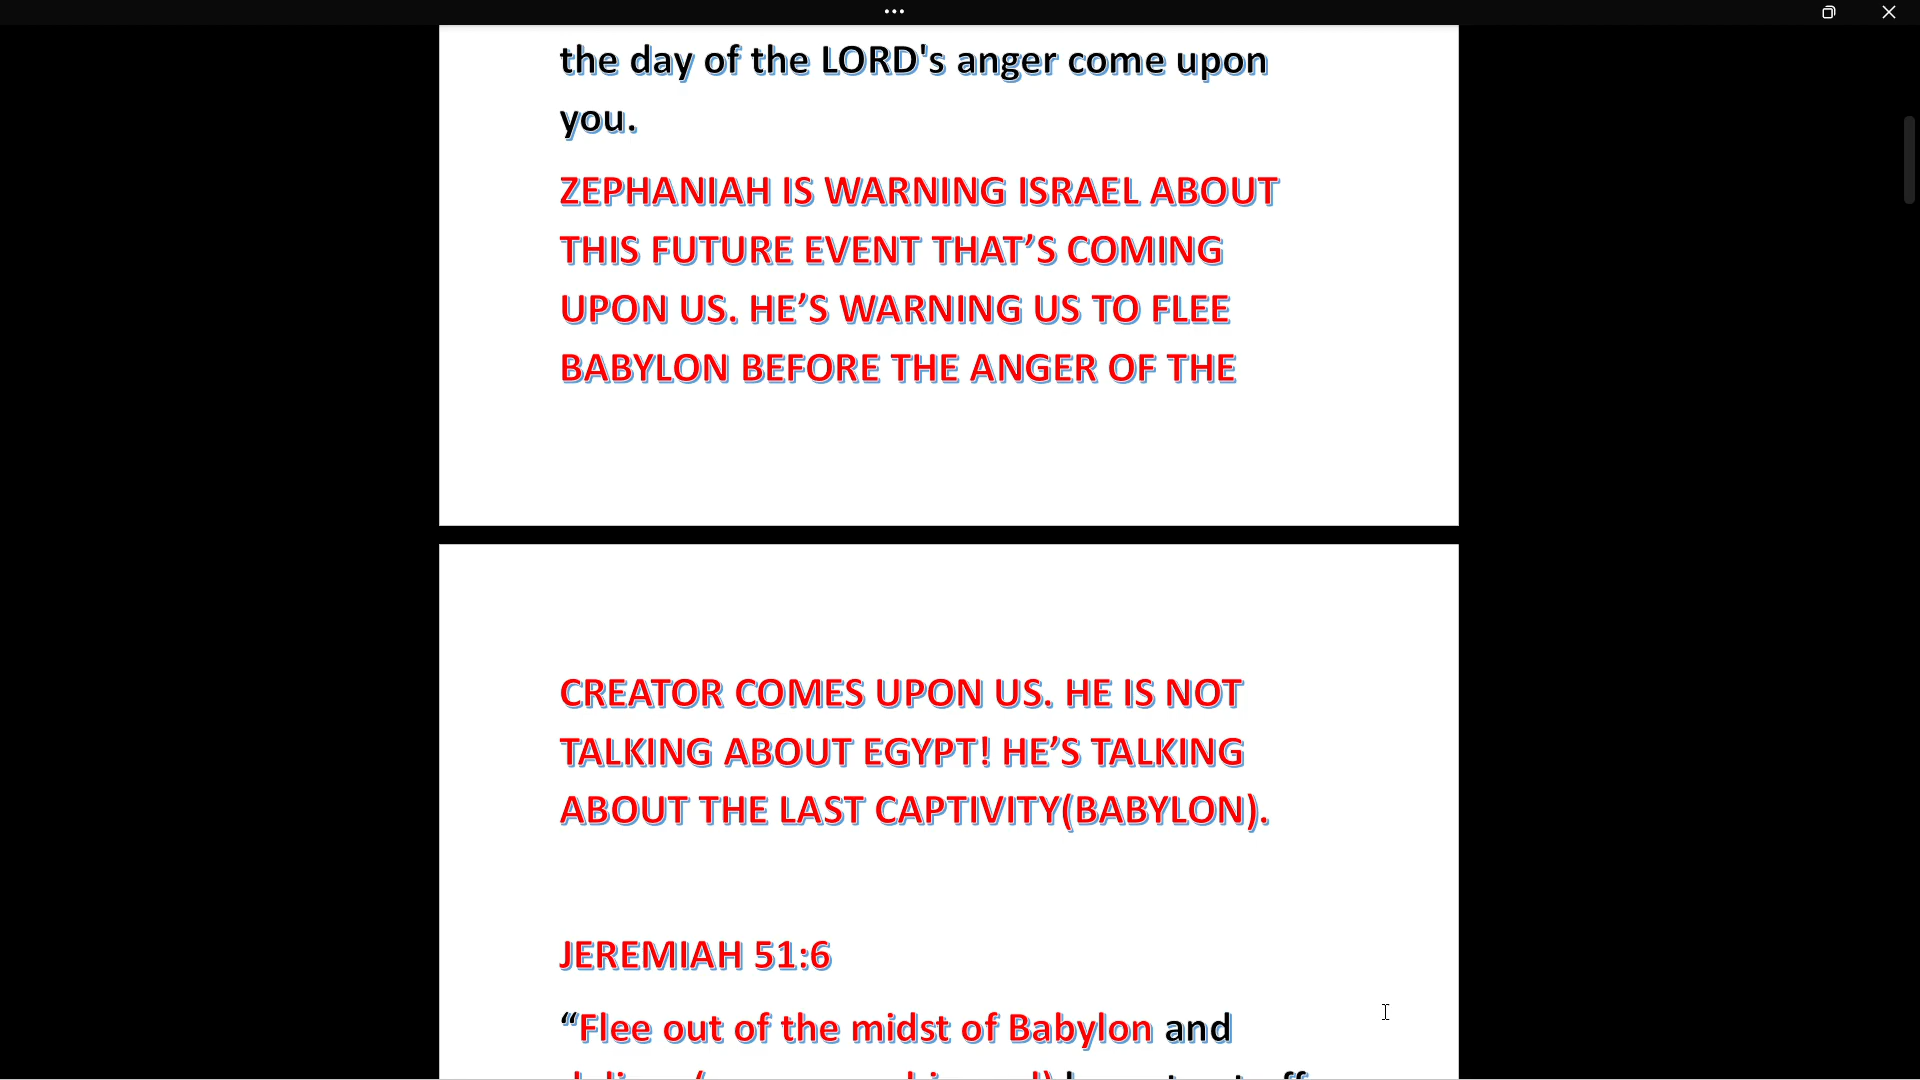 the day of the LORD's anger come upon
you.
ZEPHANIAH IS WARNING ISRAEL ABOUT
THIS FUTURE EVENT THAT’S COMING
UPON US. HE’S WARNING US TO FLEE
BABYLON BEFORE THE ANGER OF THE
CREATOR COMES UPON US. HE IS NOT
TALKING ABOUT EGYPT! HE’S TALKING
ABOUT THE LAST CAPTIVITY(BABYLON).
JEREMIAH 51:6
“Flee out of the midst of Babylon and